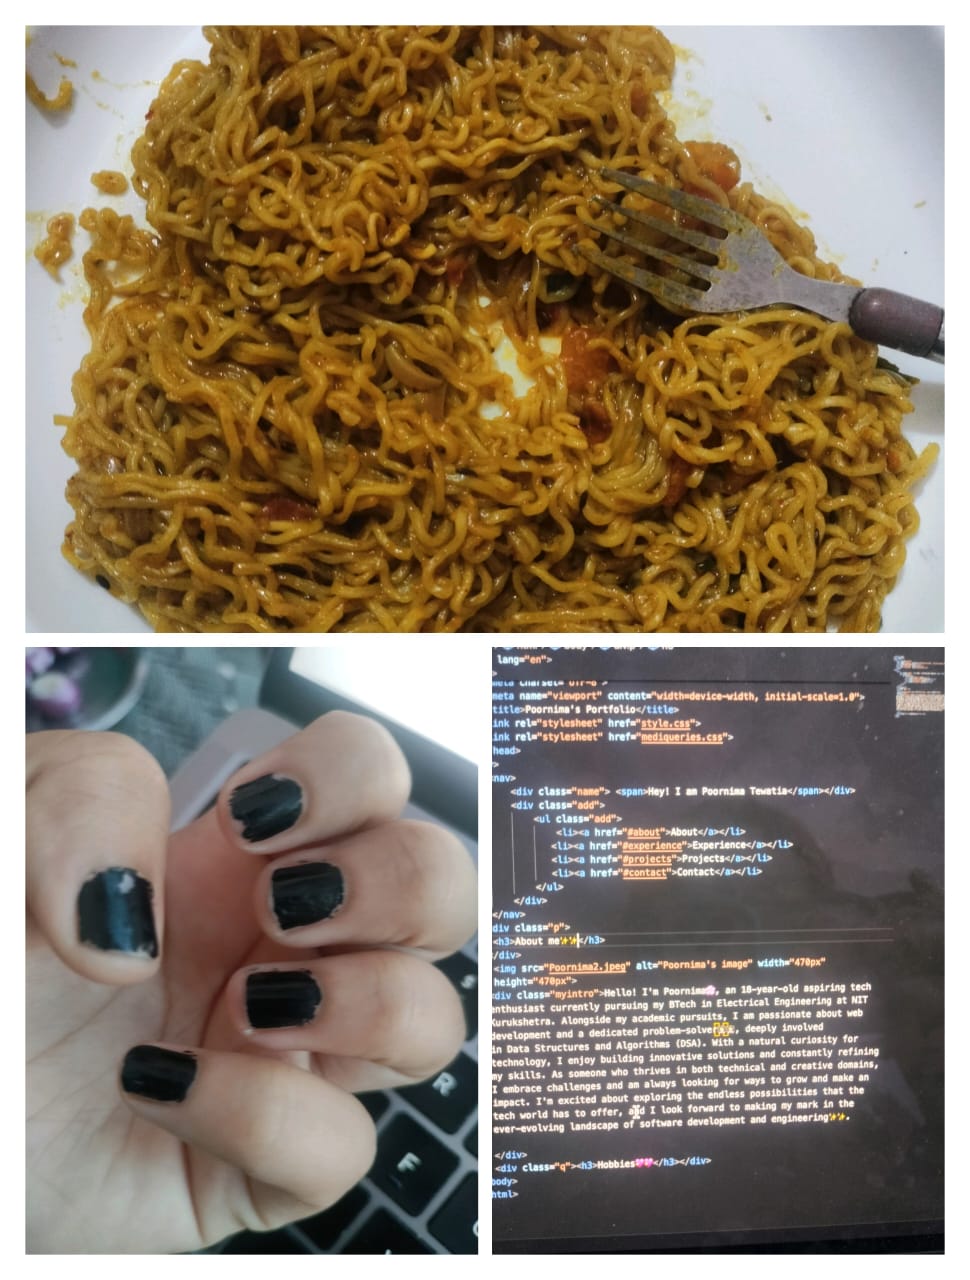 lang="en">
>
meta charset="UTF-8">
meta name="viewport" content="width=device-width, initial-scale=1.0">
title>Poornima's Portfolio</title>
ink rel="stylesheet" href="style.css">
ink rel="stylesheet" href="mediqueries.css">
head>
>
nav>
<div class="name"> <span>Hey! I am Poornima Tewatia</span></div>
<div class="add">
<ul class="add">
<li><a href="#about">About</a></li>
<li><a href="#experience">Experience</a></li>
<li><a href="#projects">Projects</a></li>
<li><a href="#contact">Contact</a></li>
</ul>
</div>
</nav>
div class="p">
<h3>About me✨✨</h3>
/div>
<img src="Poornima2.jpeg" alt="Poornima's image" width="470px"
height="470px">
<div class="myintro">Hello! I'm Poornima🌸, an 18-year-old aspiring tech
enthusiast currently pursuing my BTech in Electrical Engineering at NIT
Kurukshetra. Alongside my academic pursuits, I am passionate about web
development and a dedicated problem-solver, deeply involved
in Data Structures and Algorithms (DSA). With a natural curiosity for
technology, I enjoy building innovative solutions and constantly refining
my skills. As someone who thrives in both technical and creative domains,
I embrace challenges and am always looking for ways to grow and make an
impact. I'm excited about exploring the endless possibilities that the
tech world has to offer, and I look forward to making my mark in the
ever-evolving landscape of software development and engineering✨✨.
</div>
<div class="q"><h3>Hobbies💖💖</h3></div>
body>
html>
S
R
F